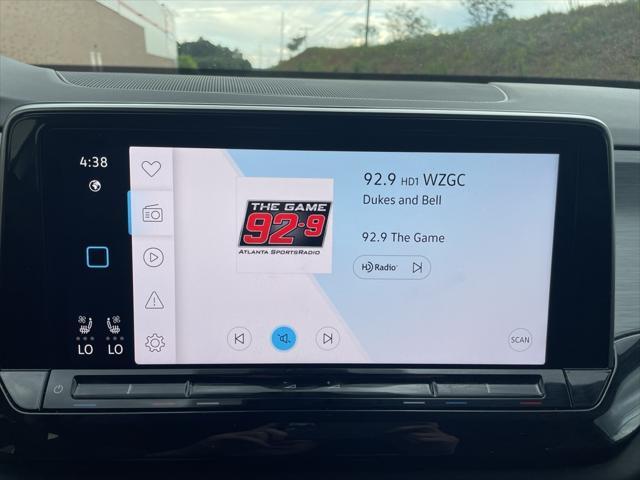 4:38
92.9 HD1 WZGC
Dukes and Bell
THE GAME
92.9
ATLANTA SPORTSRADIO
92.9 The Game
HD Radio
SCAN
LO LO